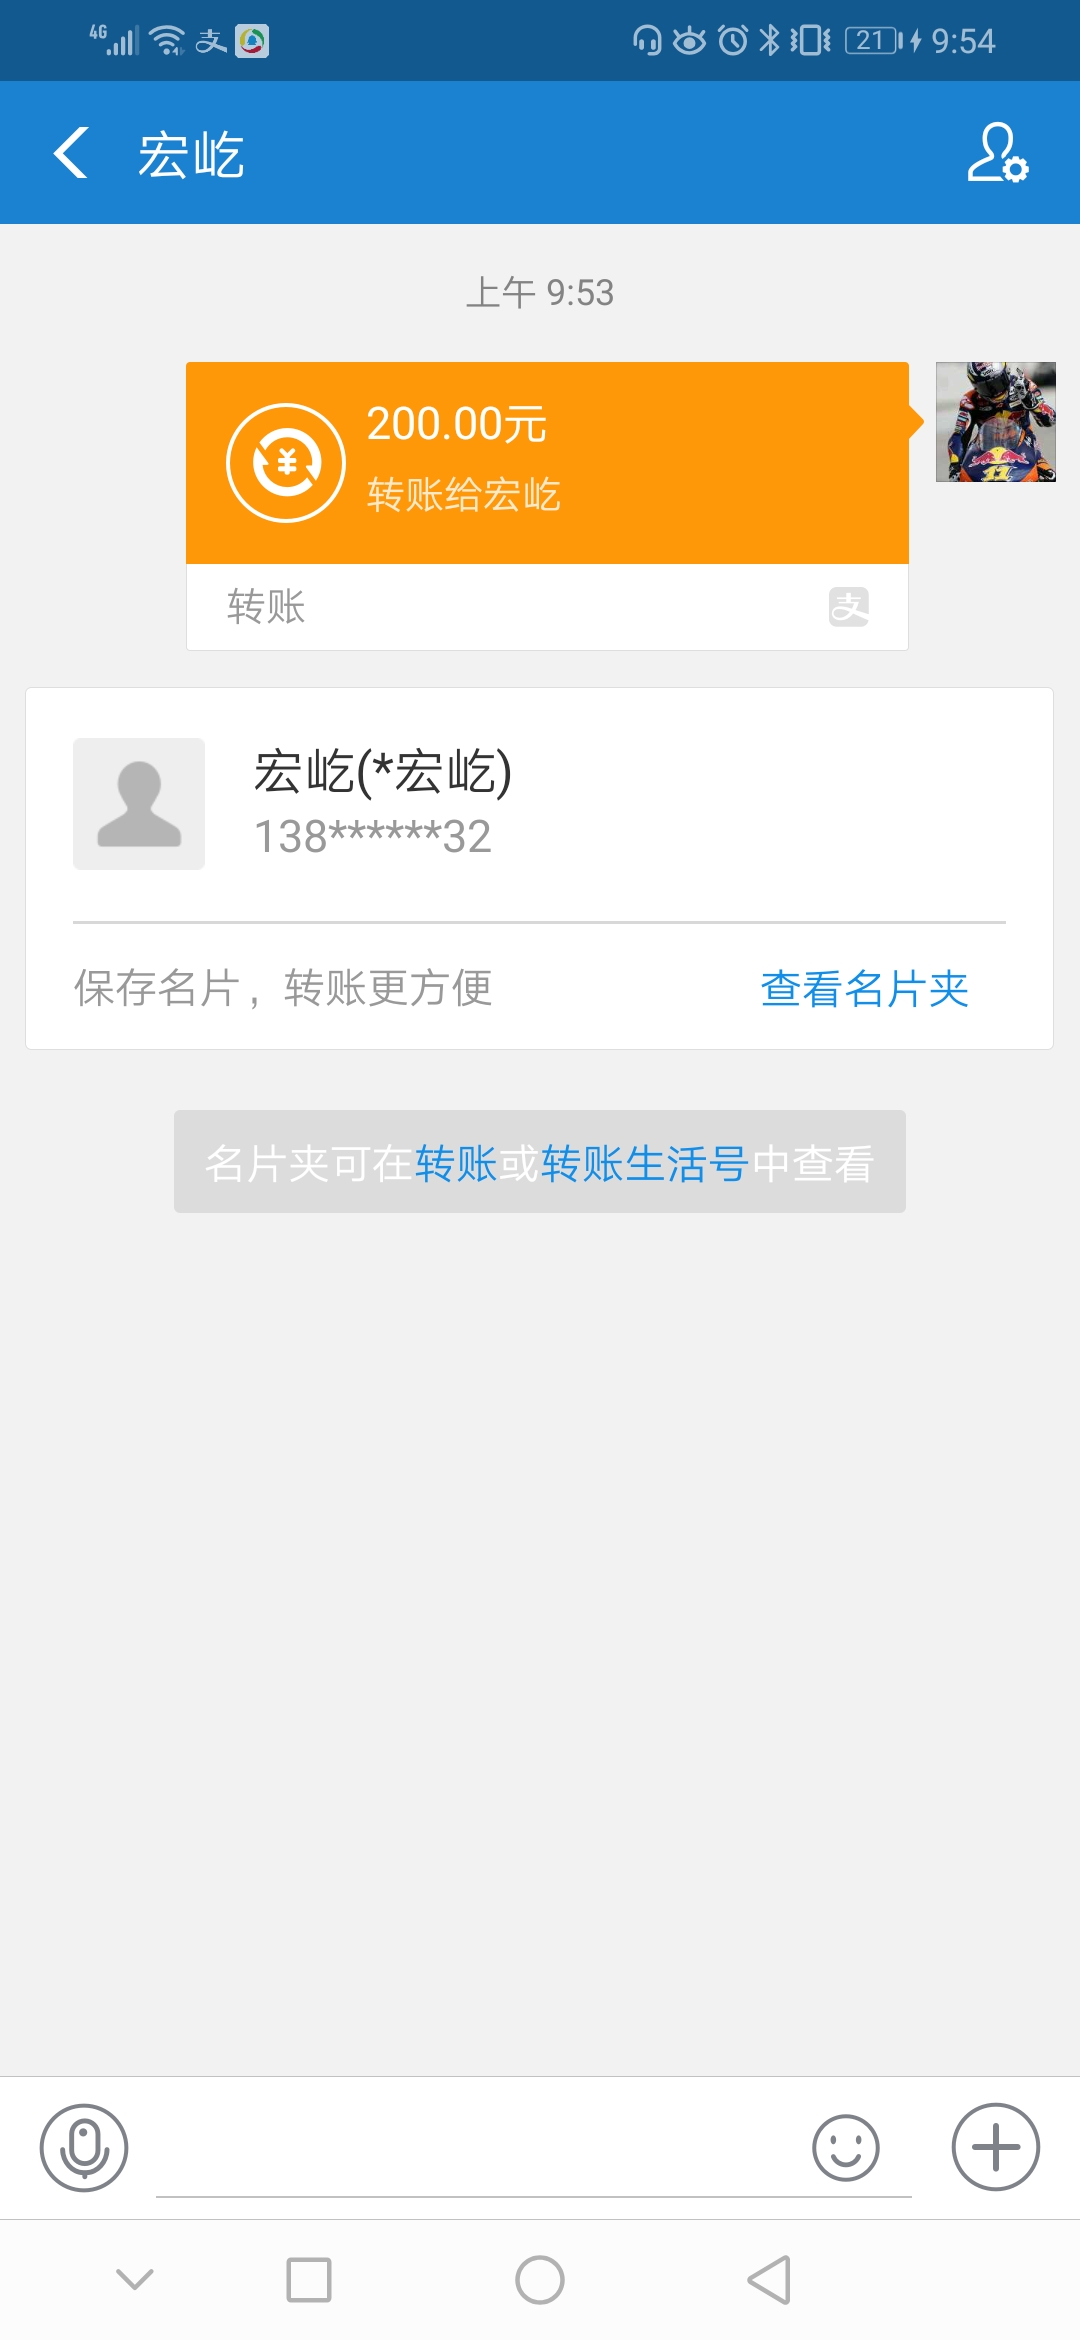 4G 21 9:54
宏屹
上午 9:53
200.00元
转账给宏屹
转账
支
宏屹(*宏屹)
138******32
保存名片，转账更方便 查看名片夹
名片夹可在转账或转账生活号中查看